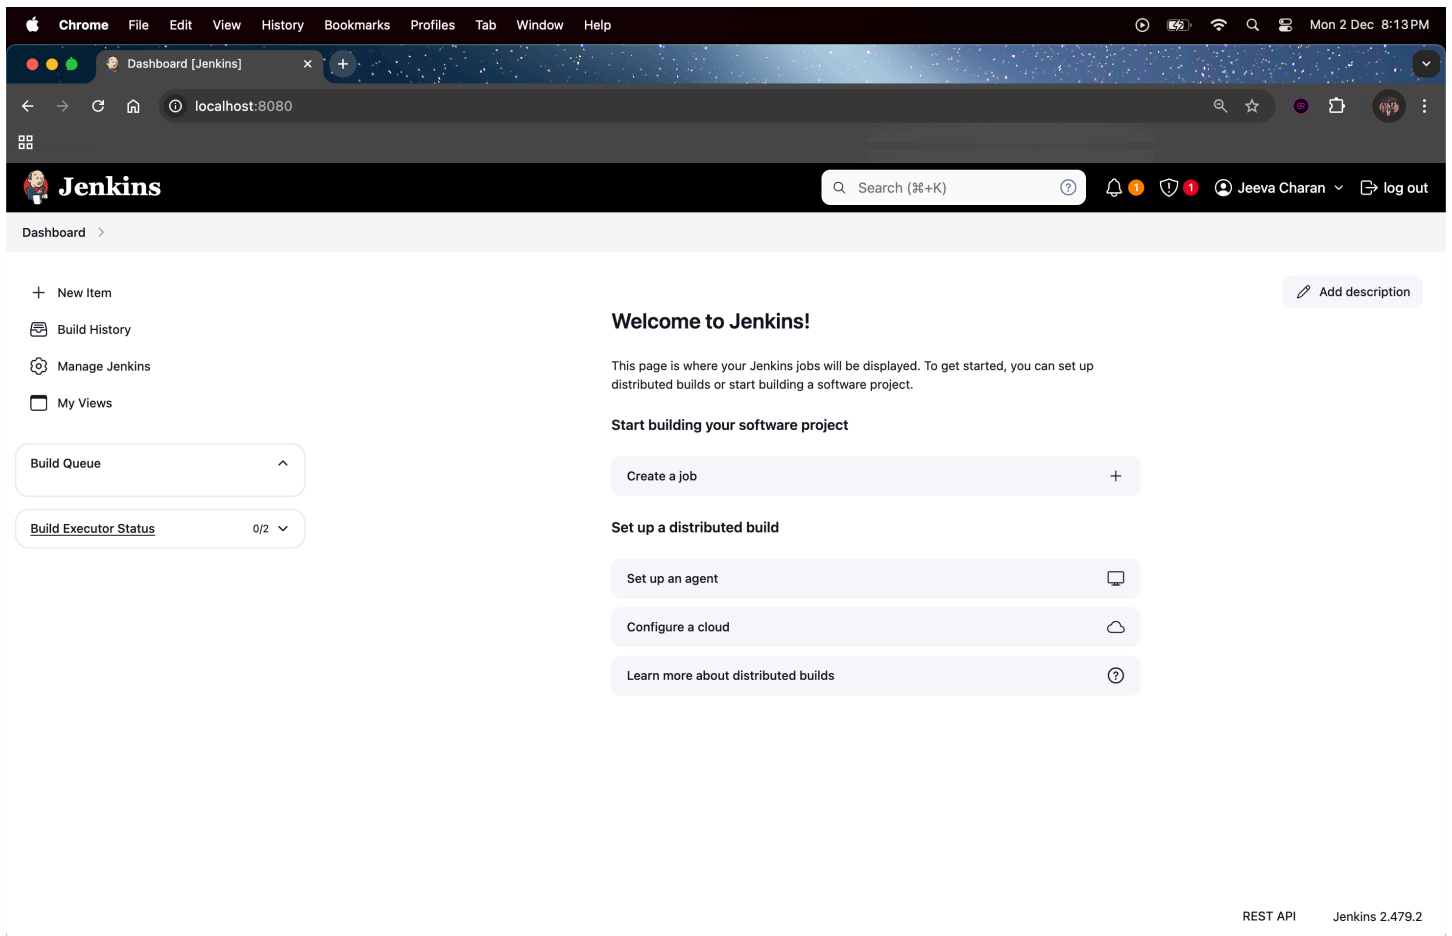 Chrome File Edit View History Bookmarks Profiles Tab Window Help Mon 2 Dec 8:13 PM
Dashboard [Jenkins]
localhost:8080
Jenkins Search (⌘+K) 1 1 Jeeva Charan log out
Dashboard
New Item
Build History
Manage Jenkins
My Views
Build Queue
Build Executor Status 0/2
Add description
Welcome to Jenkins!
This page is where your Jenkins jobs will be displayed. To get started, you can set up
distributed builds or start building a software project.
Start building your software project
Create a job
Set up a distributed build
Set up an agent
Configure a cloud
Learn more about distributed builds
REST API Jenkins 2.479.2